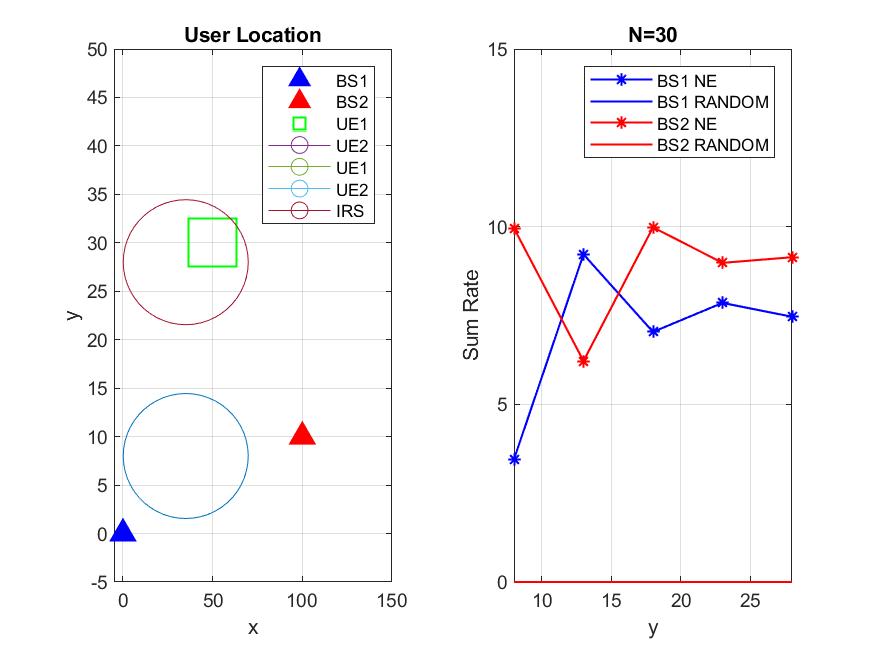 User Location
50
45
40
35
30
25
20
15
10
5
0
-5
0
50
100
150
x
y
BS1
BS2
UE1
UE2
UE1
UE2
IRS
N=30
15
10
5
0
10
15
20
25
y
Sum Rate
BS1 NE
BS1 RANDOM
BS2 NE
BS2 RANDOM